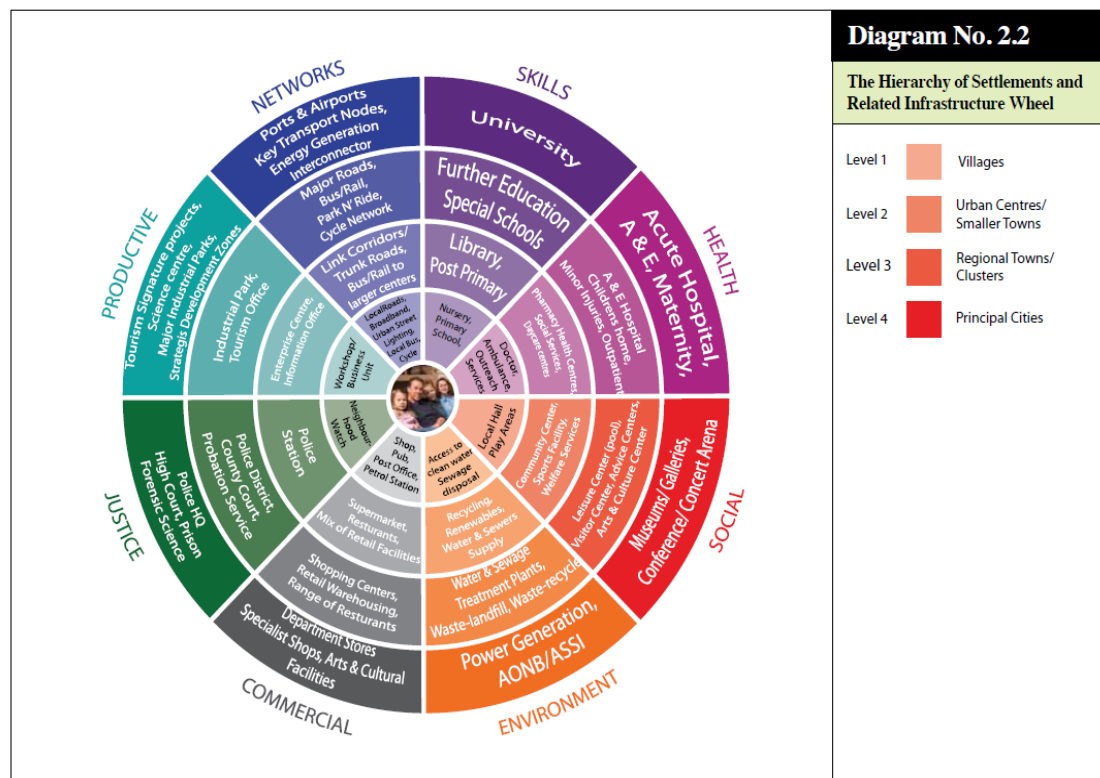 Diagram No. 2.2
The Hierarchy of Settlements and
Related Infrastructure Wheel
Level 1
Villages
Level 2
Urban Centres/
Smaller Towns
Level 3
Regional Towns/
Clusters
Level 4
Principal Cities
NETWORKS
Ports & Airports
Key Transport Nodes,
Energy Generation
Interconnector
Major Roads,
Bus/Rail,
Park N' Ride,
Cycle Network
Link Corridors/
Trunk Roads,
Bus/Rail to
larger centers
LocalRoads,
Broadband,
Urban Street
Lighting,
Local Bus,
Cycle
SKILLS
University
Further Education
Special Schools
Library,
Post Primary
Nursery,
Primary
School,
HEALTH
Acute Hospital,
A & E, Maternity,
A & E Hospital
Childrens Home,
Minor Injuries, Outpatient
Pharmacy Health Centres,
Social Services,
Daycare centres
Doctor,
Ambulance,
Outreach
Services
SOCIAL
Museums/ Galleries,
Conference/ Concert Arena
Leisure Center (pool),
Visitor Center, Advice Centers,
Arts & Culture Center
Community Center,
Sports Facility,
Welfare Services
Local Hall
Play Areas
ENVIRONMENT
Power Generation,
AONB/ASSI
Water & Sewage
Treatment Plants,
Waste-landfill, Waste-recycle
Recycling,
Renewables,
Water & Sewers
Supply
Access to
clean water
Sewage
disposal
COMMERCIAL
Department Stores
Specialist Shops, Arts & Cultural
Facilities
Shopping Centers,
Retail Warehousing,
Range of Resturants
Supermarket,
Resturants,
Mix of Retail Facilities
Shop,
Pub,
Post Office,
Petrol Station
JUSTICE
Police HQ
High Court, Prison
Forensic Science
Police District,
County Court,
Probation Service
Police
Station
Neighbour-
hood
Watch
PRODUCTIVE
Tourism Signature projects,
Science centre,
Major Industrial Parks,
Strategis Development Zones
Industrial Park,
Tourism Office
Enterprise Centre,
Information Office
Workshop/
Business
Unit